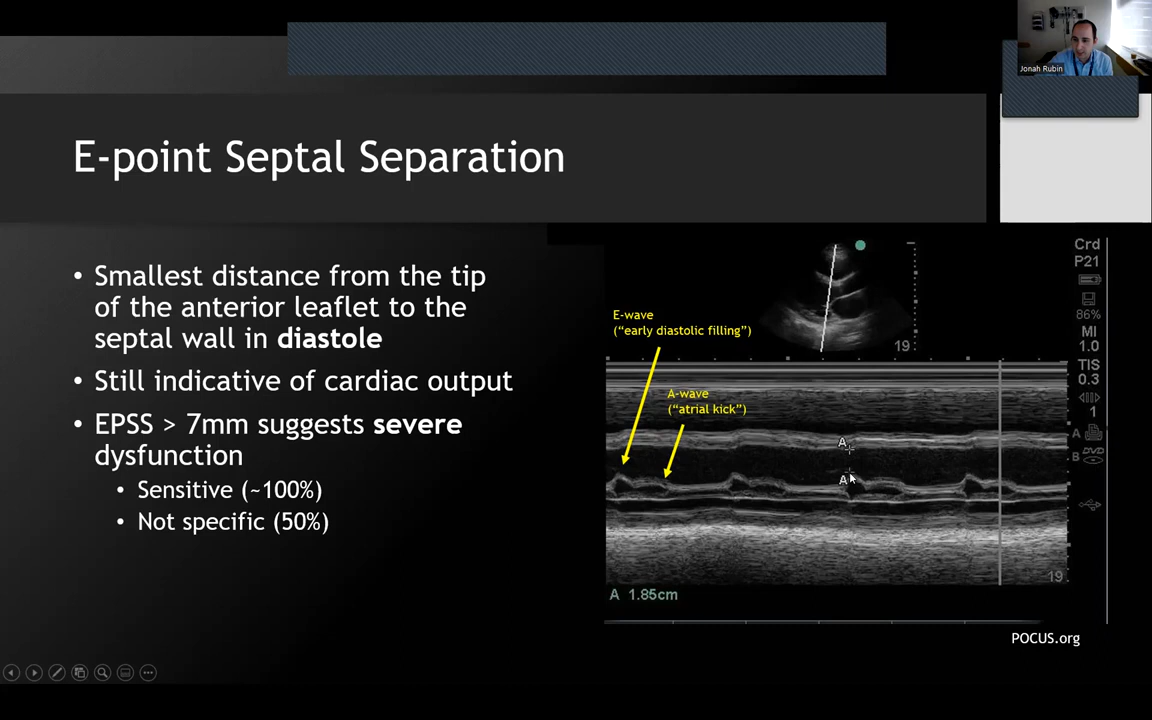 Jonah Rubin
E-point Septal Separation
• Smallest distance from the tip
of the anterior leaflet to the
septal wall in diastole
• Still indicative of cardiac output
• EPSS > 7mm suggests severe
dysfunction
• Sensitive (~100%)
• Not specific (50%)
E-wave
("early diastolic filling")
A-wave
("atrial kick")
19
A
A
A 1.85cm
19
Crd
P21
86%
MI
1.0
TIS
0.3
1
A
B DVD
POCUS.org